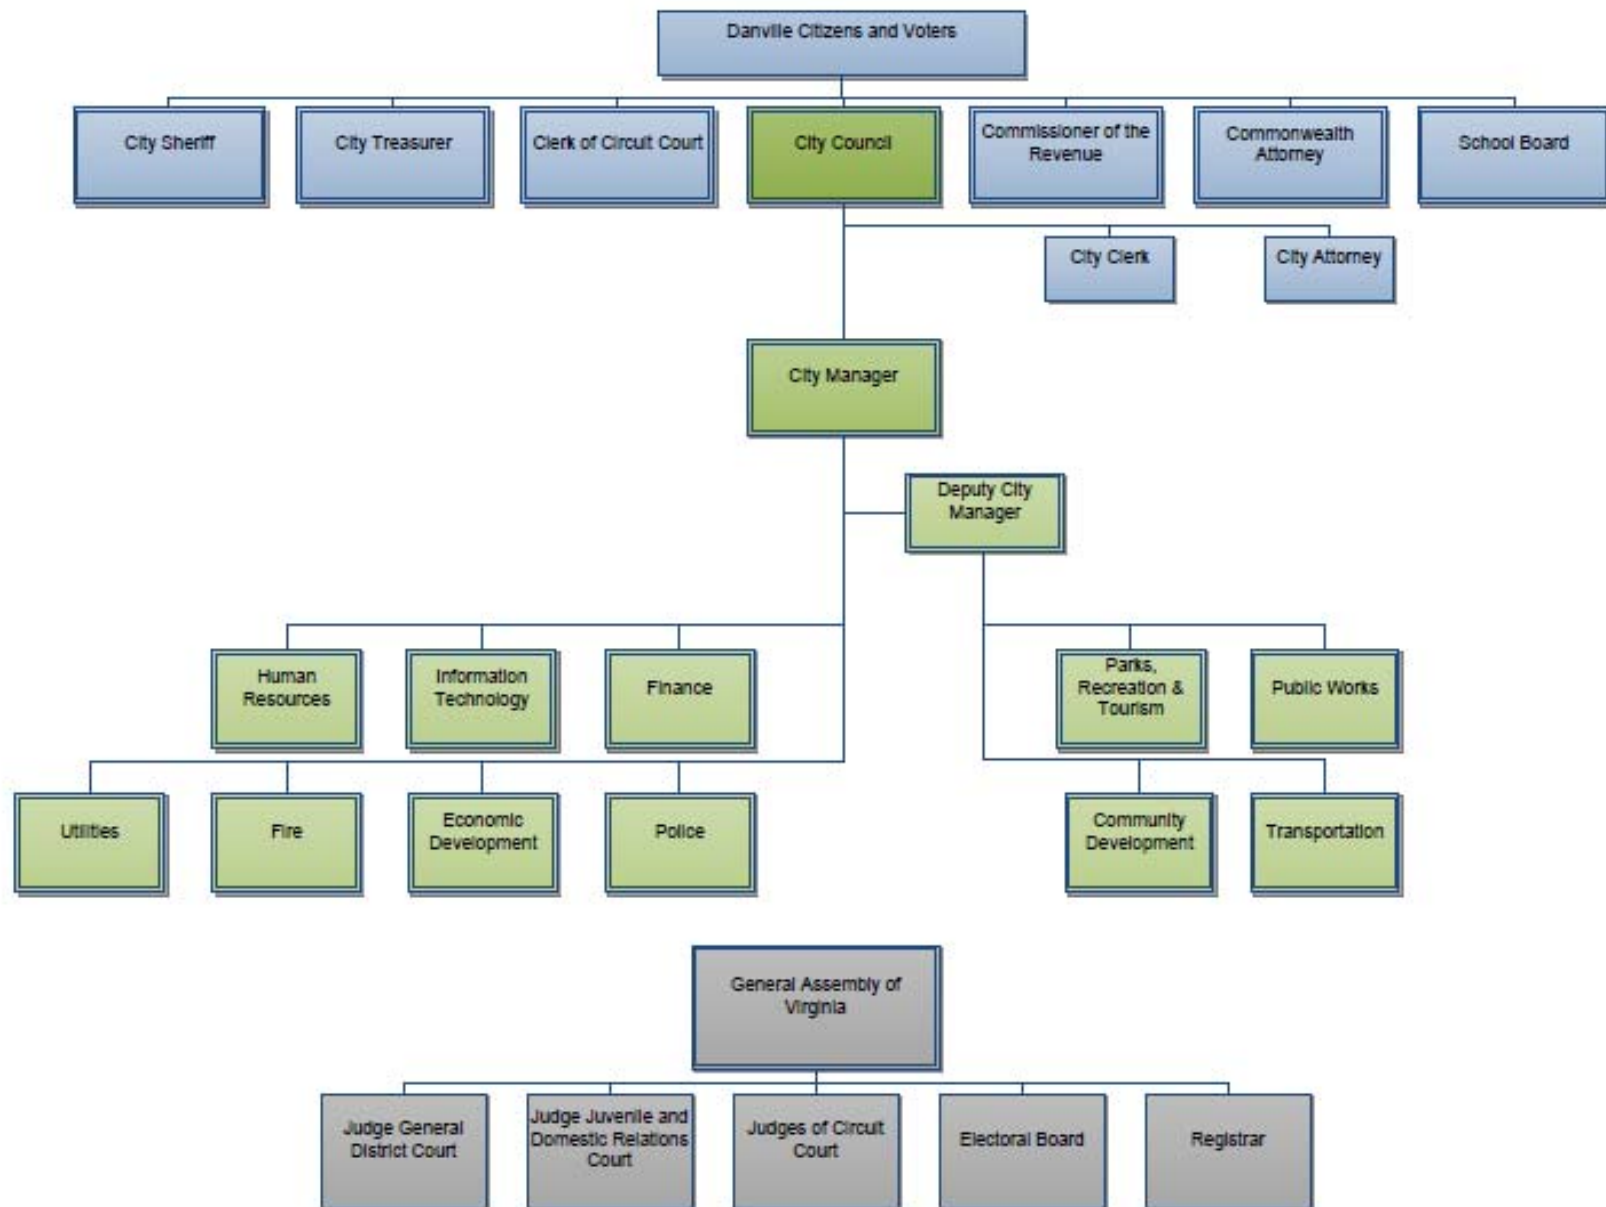 Danville Citizens and Voters
City Sheriff
City Treasurer
Clerk of Circuit Court
City Council
Commissioner of the
Revenue
Commonwealth
Attorney
School Board
City Clerk
City Attorney
City Manager
Deputy City
Manager
Human
Resources
Information
Technology
Finance
Parks,
Recreation &
Tourism
Public Works
Utilities
Fire
Economic
Development
Police
Community
Development
Transportation
General Assembly of
Virginia
Judge General
District Court
Judge Juvenile and
Domestic Relations
Court
Judges of Circuit
Court
Electoral Board
Registrar